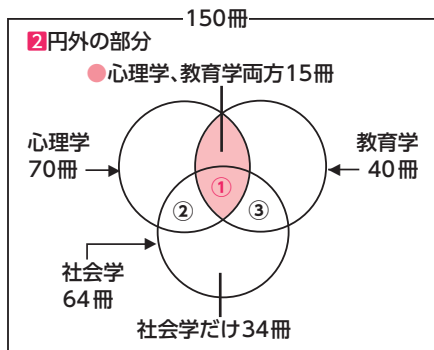 150冊
2円外の部分
●心理学、教育学両方15冊
心理学
70冊
教育学
40冊
①
②
③
社会学
64冊
社会学だけ34冊